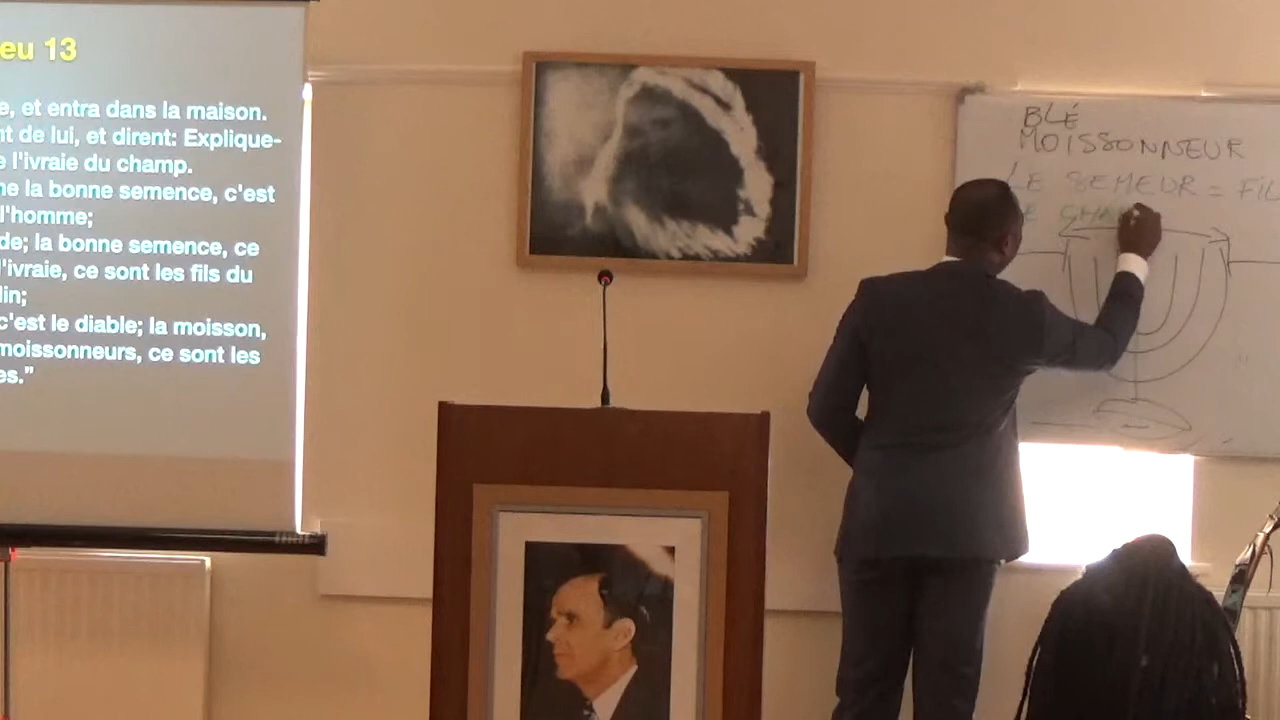 eu 13
e, et entra dans la maison.
nt de lui, et dirent: Explique-
e l'ivraie du champ.
ne la bonne semence, c'est
l'homme;
de; la bonne semence, ce
l'ivraie, ce sont les fils du
lin;
c'est le diable; la moisson,
moissonneurs, ce sont les
es."
BLÉ
MOISSONNEUR
LE SEMEUR = FIL
E CHA